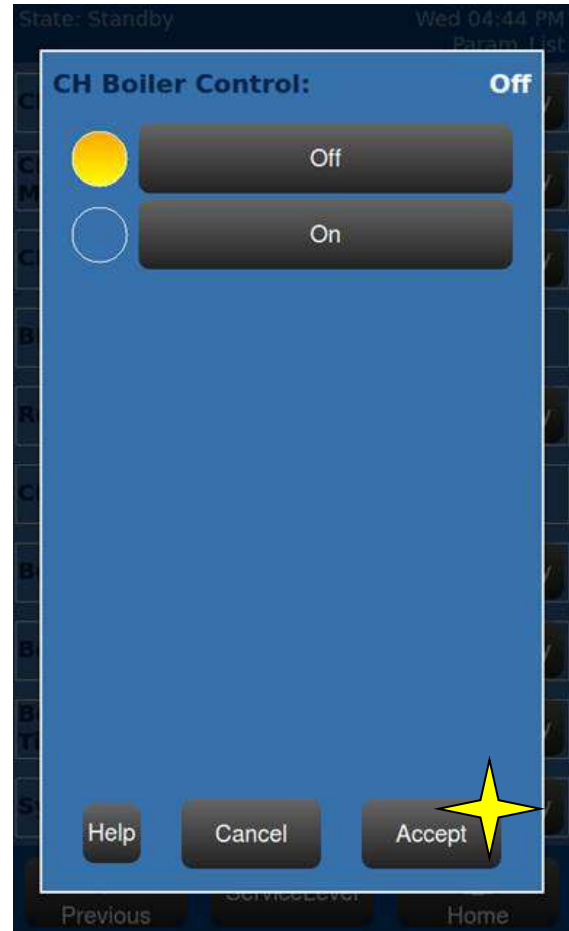 State: Standby Wed 04:44 PM
Param List
CH Boiler Control: Off
Off
On
Help Cancel Accept
ServiceLevel
Previous Home